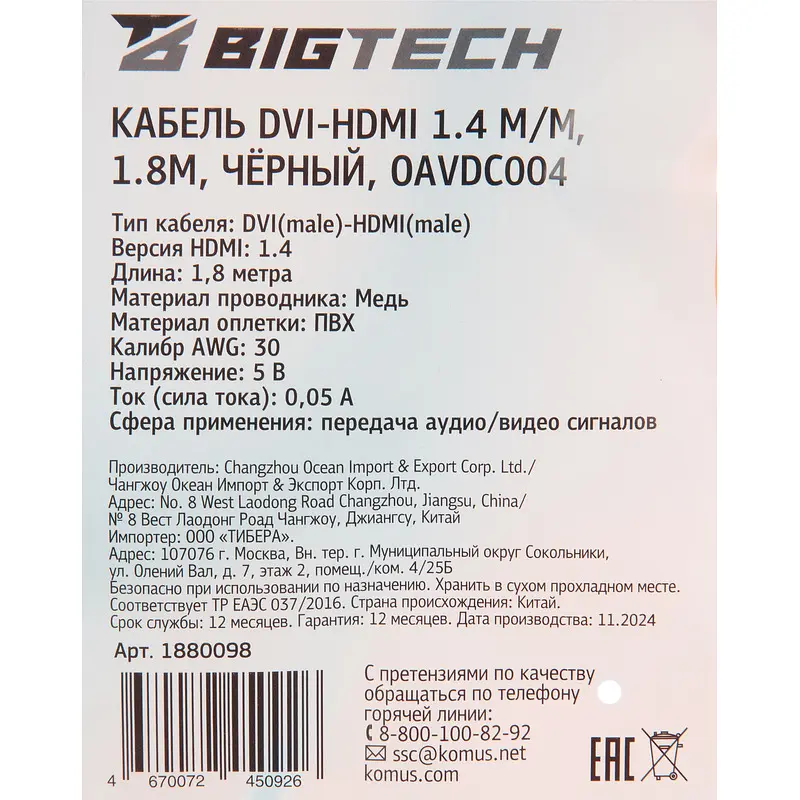 BIGTECH
КАБЕЛЬ DVI-HDMI 1.4 M/M,
1.8М, ЧЁРНЫЙ, OAVDC004
Тип кабеля: DVI(male)-HDMI(male)
Версия HDMI: 1.4
Длина: 1,8 метра
Материал проводника: Медь
Материал оплетки: ПВХ
Калибр AWG: 30
Напряжение: 5 В
Ток (сила тока): 0,05 А
Сфера применения: передача аудио/видео сигналов
Производитель: Changzhou Ocean Import & Export Corp. Ltd./
Чангжоу Океан Импорт & Экспорт Корп. Лтд.
Адрес: No. 8 West Laodong Road Changzhou, Jiangsu, China/
№ 8 Вест Лаодонг Роад Чангжоу, Джиангсу, Китай
Импортер: ООО «ТИБЕРА».
Адрес: 107076 г. Москва, Вн. тер. г. Муниципальный округ Сокольники,
ул. Олений Вал, д. 7, этаж 2, помещ./ком. 4/25Б
Безопасно при использовании по назначению. Хранить в сухом прохладном месте.
Соответствует ТР ЕАЭС 037/2016. Страна происхождения: Китай.
Срок службы: 12 месяцев. Гарантия: 12 месяцев. Дата производства: 11.2024
Арт. 1880098
4 670072 450926
С претензиями по качеству
обращаться по телефону
горячей линии:
8-800-100-82-92
ssc@komus.net
komus.com
EAC